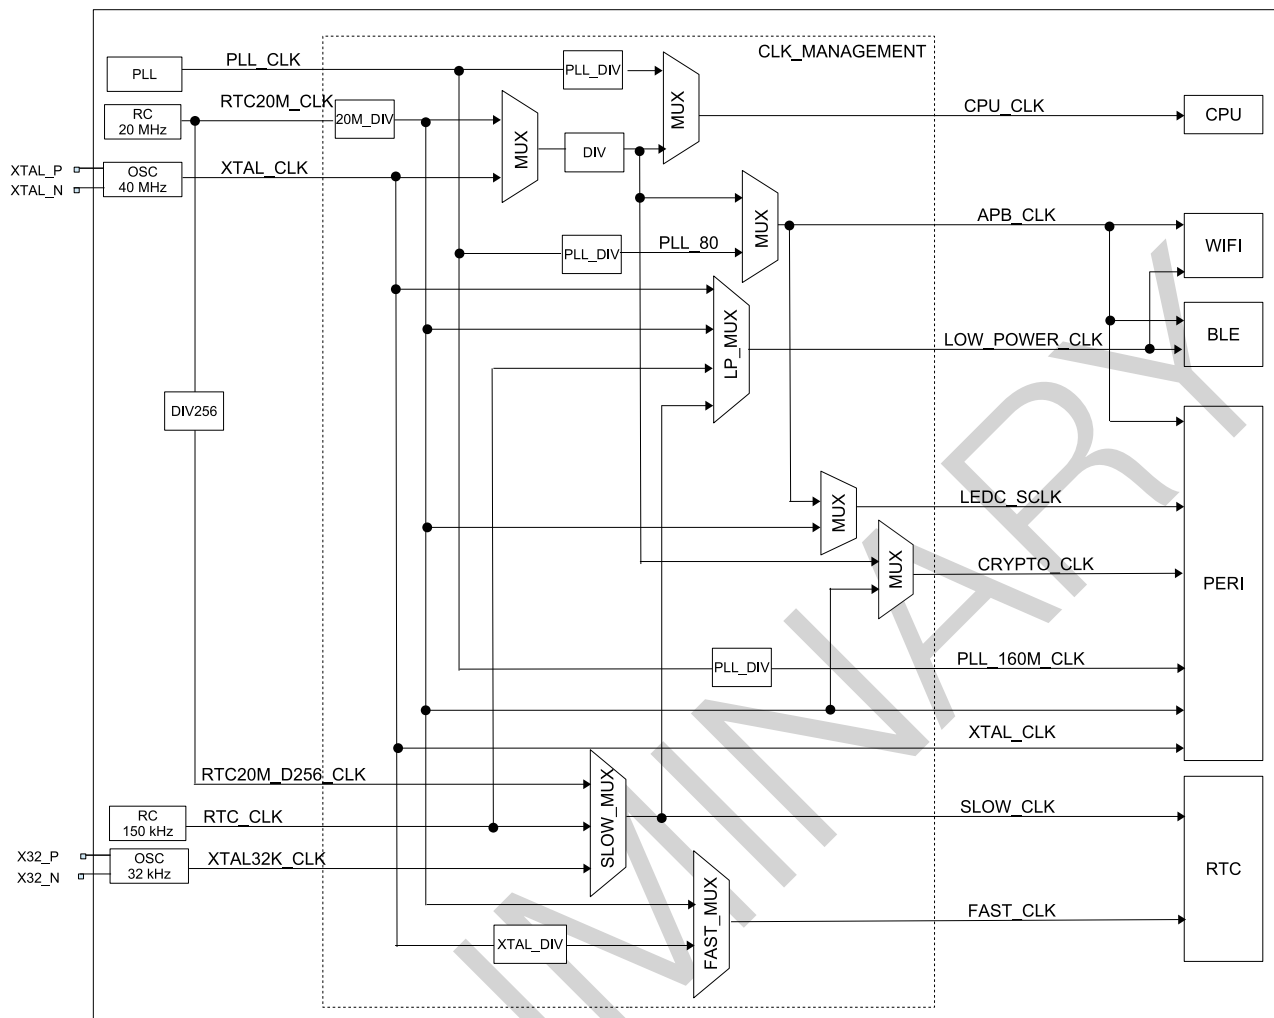 CLK_MANAGEMENT
PLL
PLL_CLK
PLL_DIV
MUX
CPU_CLK
CPU
RC
20 MHz
RTC20M_CLK
20M_DIV
MUX
DIV
XTAL_P
XTAL_N
OSC
40 MHz
XTAL_CLK
MUX
APB_CLK
WIFI
PLL_DIV
PLL_80
LP_MUX
LOW_POWER_CLK
BLE
DIV256
MUX
LEDC_SCLK
MUX
CRYPTO_CLK
PERI
PLL_DIV
PLL_160M_CLK
XTAL_CLK
RTC20M_D256_CLK
SLOW_MUX
RC
150 kHz
RTC_CLK
SLOW_CLK
X32_P
X32_N
OSC
32 kHz
XTAL32K_CLK
RTC
FAST_MUX
FAST_CLK
XTAL_DIV
MINARY